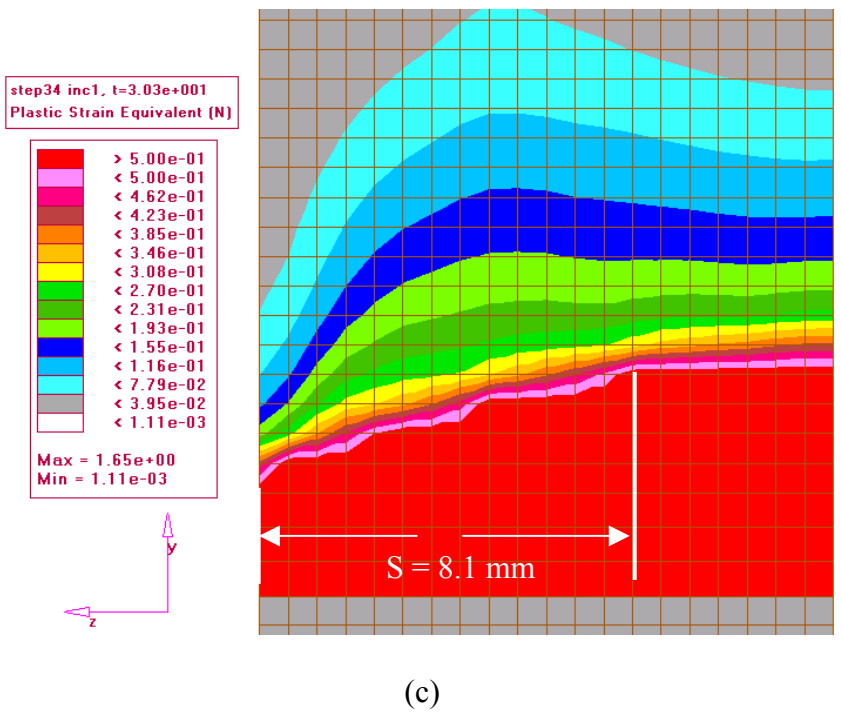 step34 inc1, t=3.03e+001
Plastic Strain Equivalent (N)
> 5.00e-01
< 5.00e-01
< 4.62e-01
< 4.23e-01
< 3.85e-01
< 3.46e-01
< 3.08e-01
< 2.70e-01
< 2.31e-01
< 1.93e-01
< 1.55e-01
< 1.16e-01
< 7.79e-02
< 3.95e-02
< 1.11e-03
Max = 1.65e+00
Min = 1.11e-03
y
z
S = 8.1 mm
(c)